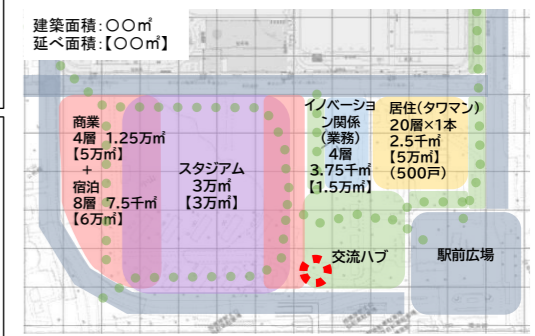 建築面積:〇〇㎡
延べ面積:【〇〇㎡】
商業
4層 1.25万㎡
【5万㎡】
+
宿泊
8層 7.5千㎡
【6万㎡】
スタジアム
3万㎡
【3万㎡】
イノベーショ
ン関係
(業務)
4層
3.75千㎡
【1.5万㎡】
居住(タワマン)
20層×1本
2.5千㎡
【5万㎡】
(500戸)
交流ハブ
駅前広場